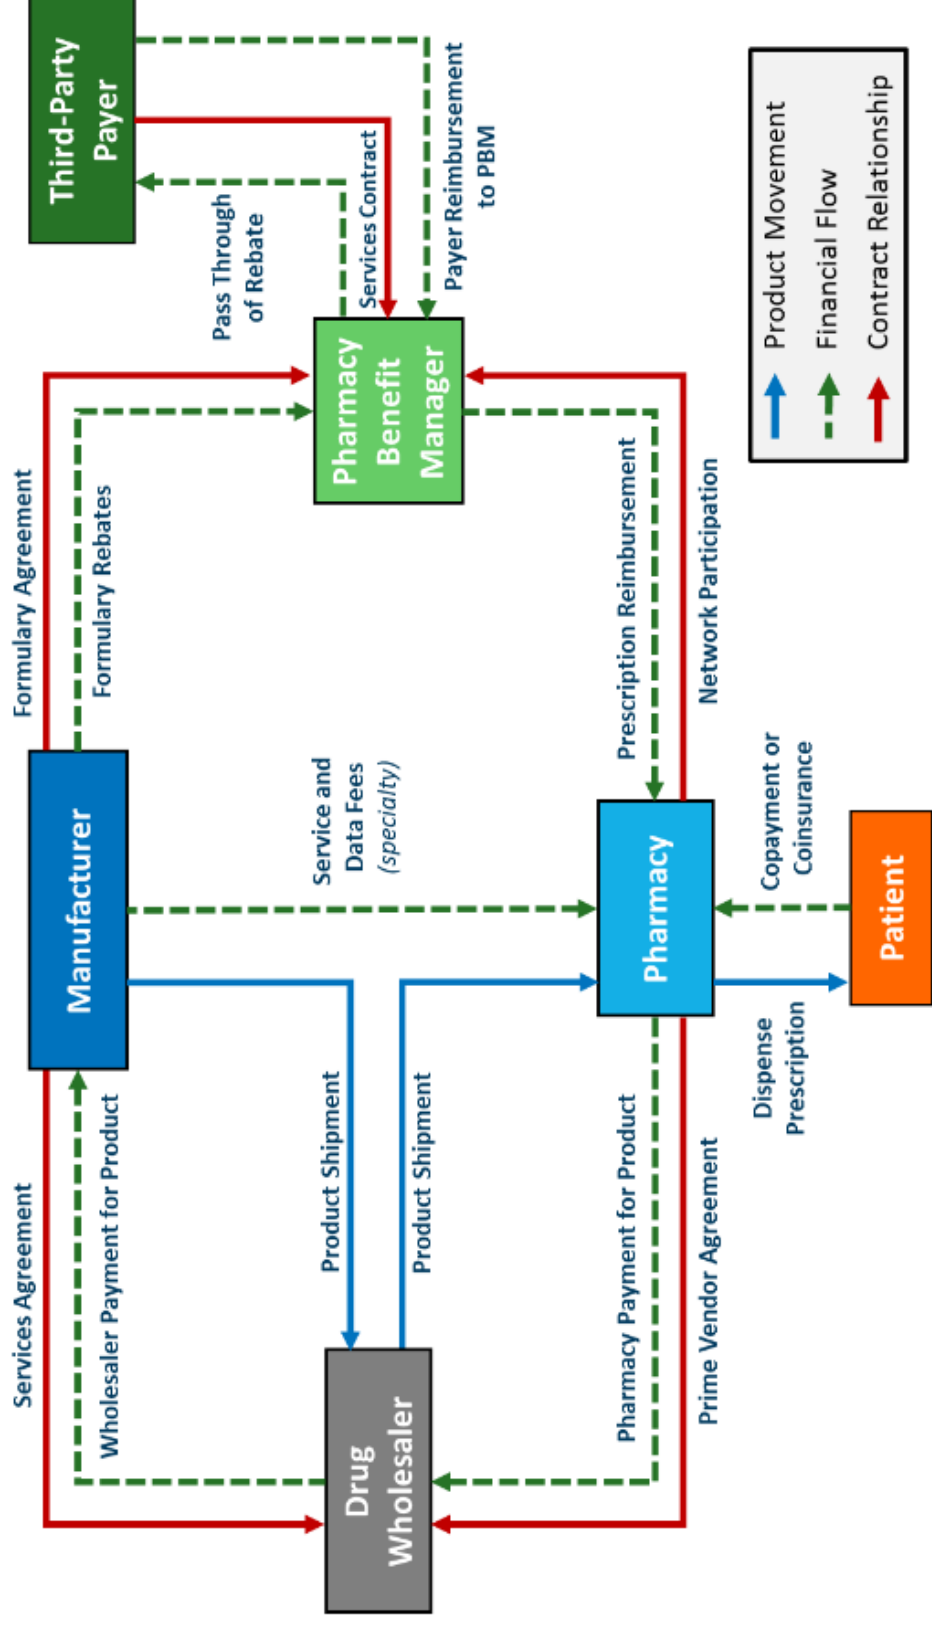 Services Agreement
Formulary Agreement
Manufacturer
Third-Party
Payer
Wholesaler Payment for Product
Formulary Rebates
Pass Through
of Rebate
Product Shipment
Service and
Data Fees
(specialty)
Services Contract
Drug
Wholesaler
Pharmacy
Benefit
Manager
Payer Reimbursement
to PBM
Product Shipment
Pharmacy Payment for Product
Pharmacy
Prescription Reimbursement
Prime Vendor Agreement
Network Participation
Dispense
Prescription
Copayment or
Coinsurance
Patient
Product Movement
Financial Flow
Contract Relationship